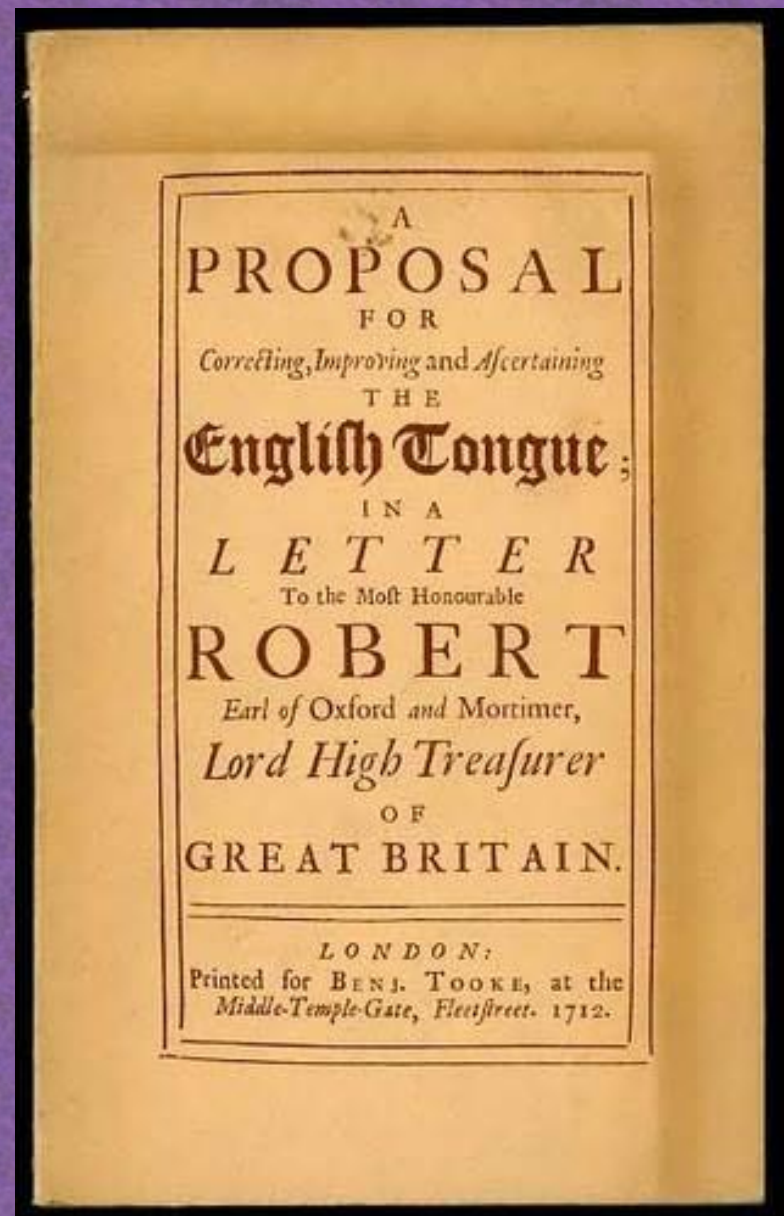 A
PROPOSAL
FOR
Correcting, Improving and Aſcertaining
THE
Engliſh Tongue;
IN A
LETTER
To the Moſt Honourable
ROBERT
Earl of Oxford and Mortimer,
Lord High Treaſurer
OF
GREAT BRITAIN.
LONDON:
Printed for BENJ. TOOKE, at the
Middle-Temple-Gate, Fleetſtreet. 1712.